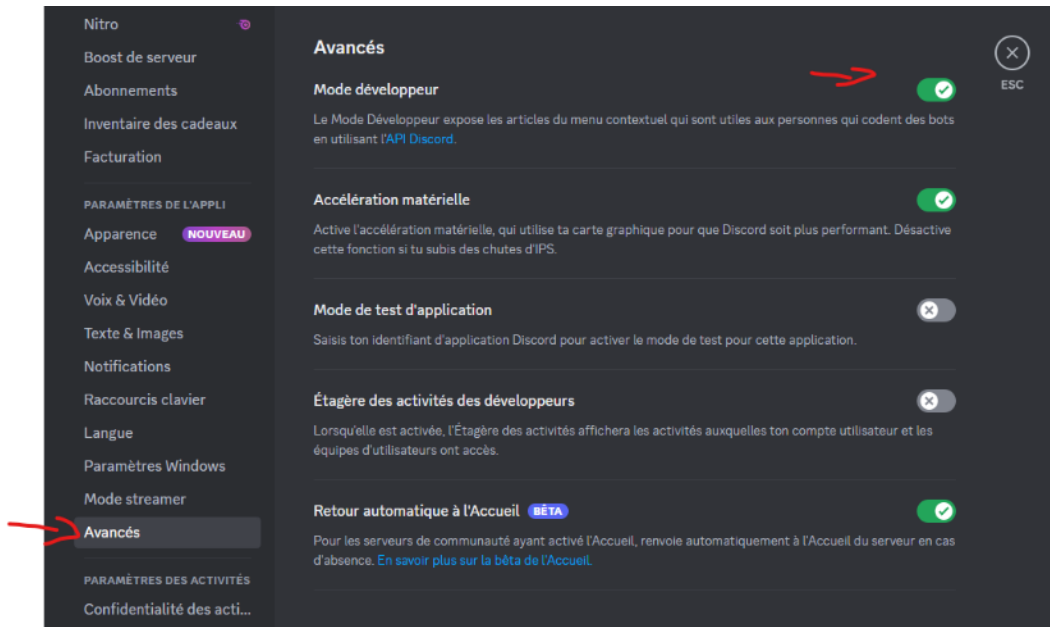 Nitro
Boost de serveur
Abonnements
Inventaire des cadeaux
Facturation
PARAMÈTRES DE L'APPLI
Apparence NOUVEAU
Accessibilité
Voix & Vidéo
Texte & Images
Notifications
Raccourcis clavier
Langue
Paramètres Windows
Mode streamer
Avancés
PARAMÈTRES DES ACTIVITÉS
Confidentialité des acti...
Avancés
Mode développeur
Le Mode Développeur expose les articles du menu contextuel qui sont utiles aux personnes qui codent des bots
en utilisant l'API Discord.
Accélération matérielle
Active l'accélération matérielle, qui utilise ta carte graphique pour que Discord soit plus performant. Désactive
cette fonction si tu subis des chutes d'IPS.
Mode de test d'application
Saisis ton identifiant d'application Discord pour activer le mode de test pour cette application.
Étagère des activités des développeurs
Lorsqu'elle est activée, l'Étagère des activités affichera les activités auxquelles ton compte utilisateur et les
équipes d'utilisateurs ont accès.
Retour automatique à l'Accueil BÊTA
Pour les serveurs de communauté ayant activé l'Accueil, renvoie automatiquement à l'Accueil du serveur en cas
d'absence. En savoir plus sur la bêta de l'Accueil.
ESC